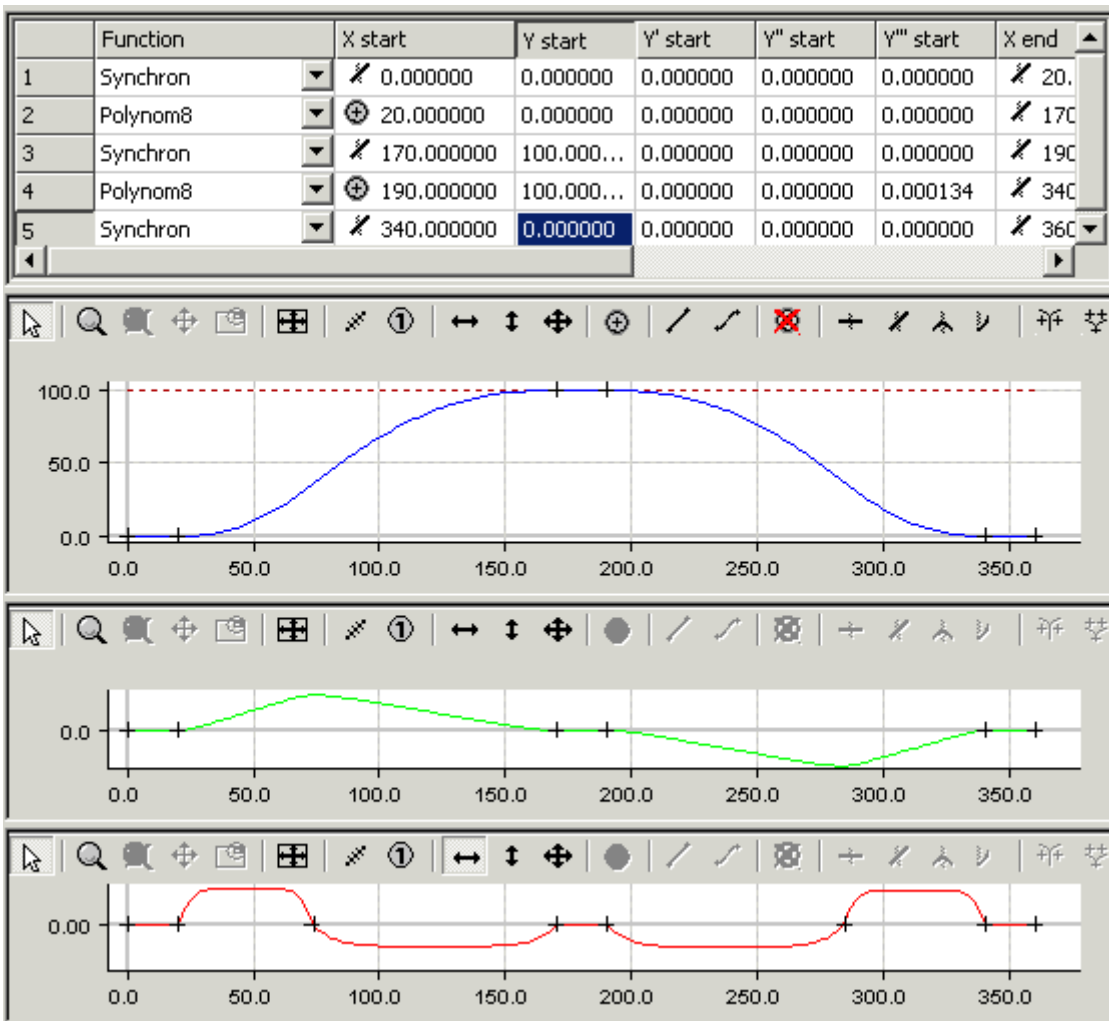 Function X start Y start Y' start Y'' start Y''' start X end
1 Synchron 0.000000 0.000000 0.000000 0.000000 0.000000 20.
2 Polynom8 20.000000 0.000000 0.000000 0.000000 0.000000 170
3 Synchron 170.000000 100.000... 0.000000 0.000000 0.000000 190
4 Polynom8 190.000000 100.000... 0.000000 0.000000 0.000134 340
5 Synchron 340.000000 0.000000 0.000000 0.000000 0.000000 360
1
100.0
50.0
0.0
0.0 50.0 100.0 150.0 200.0 250.0 300.0 350.0
1
0.0
0.0 50.0 100.0 150.0 200.0 250.0 300.0 350.0
1
0.00
0.0 50.0 100.0 150.0 200.0 250.0 300.0 350.0